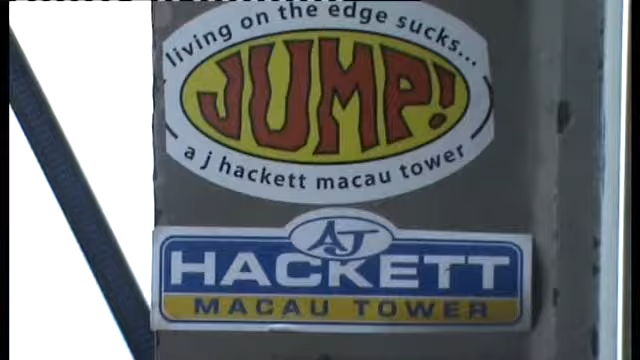 living on the edge sucks...
JUMP!
a j hackett macau tower
AJ
HACKETT
MACAU TOWER